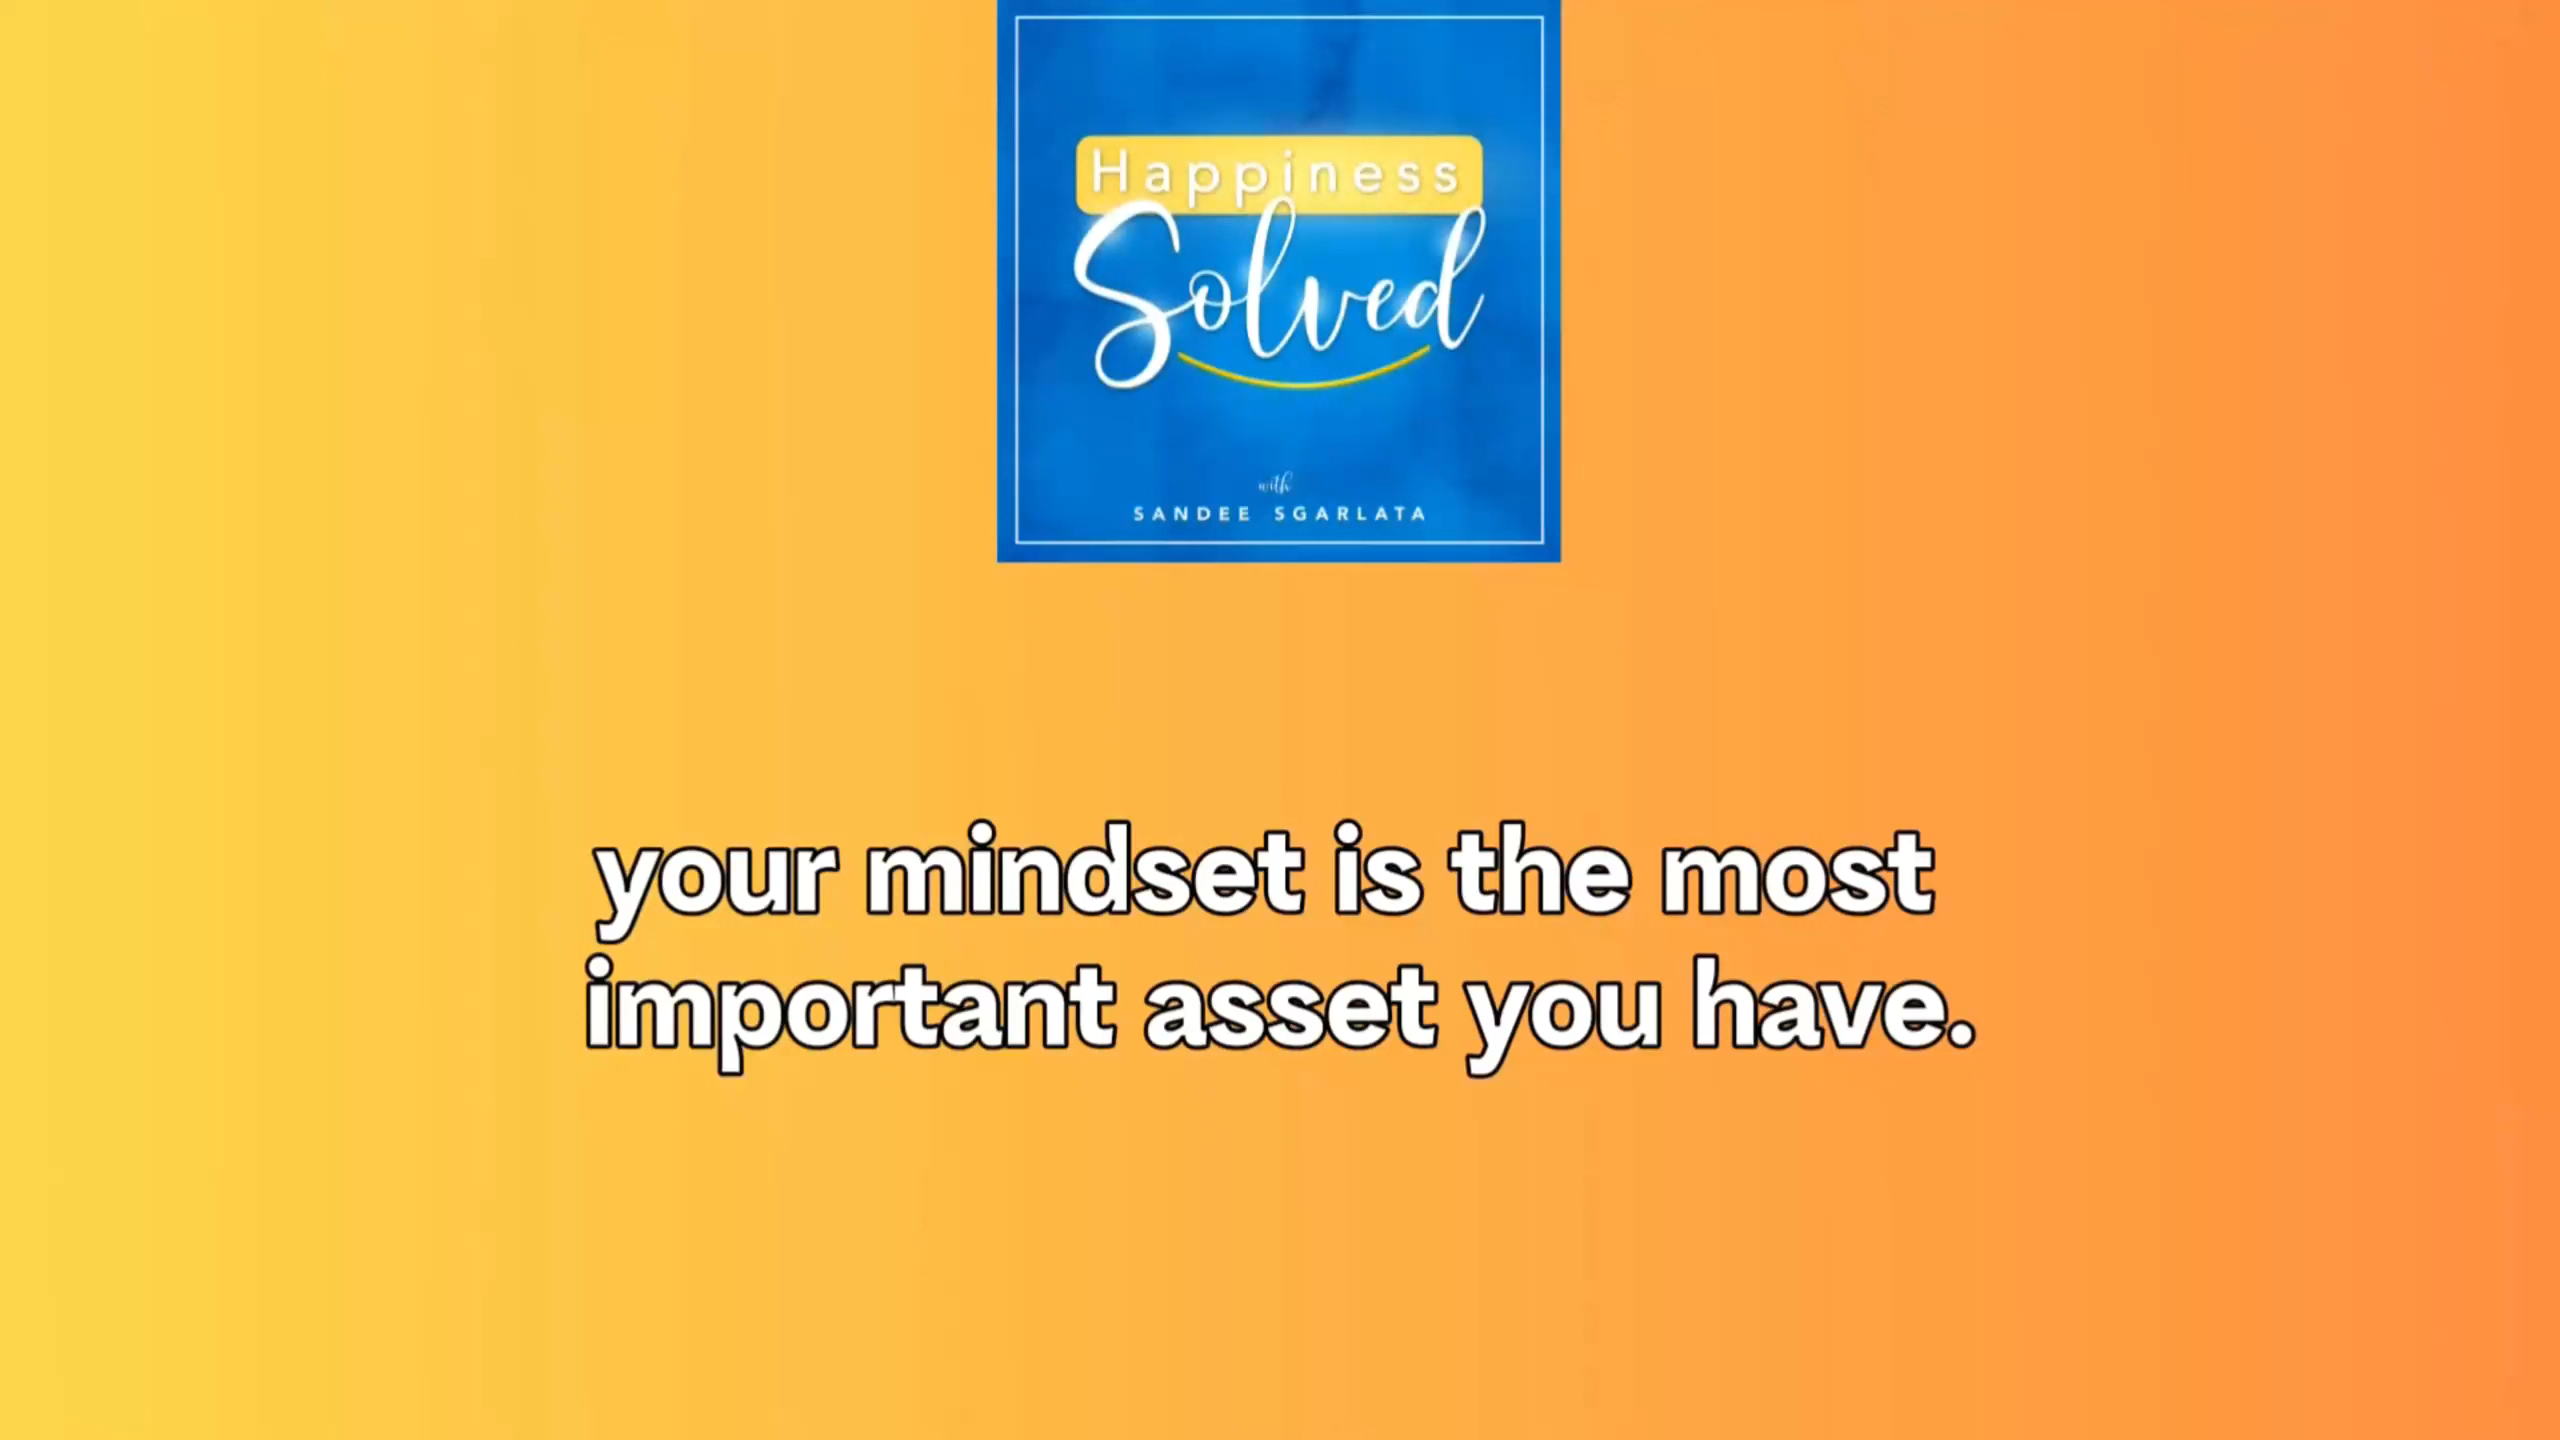 Happiness
Solved
with
SANDEE SGARLATA
your mindset is the most
important asset you have.